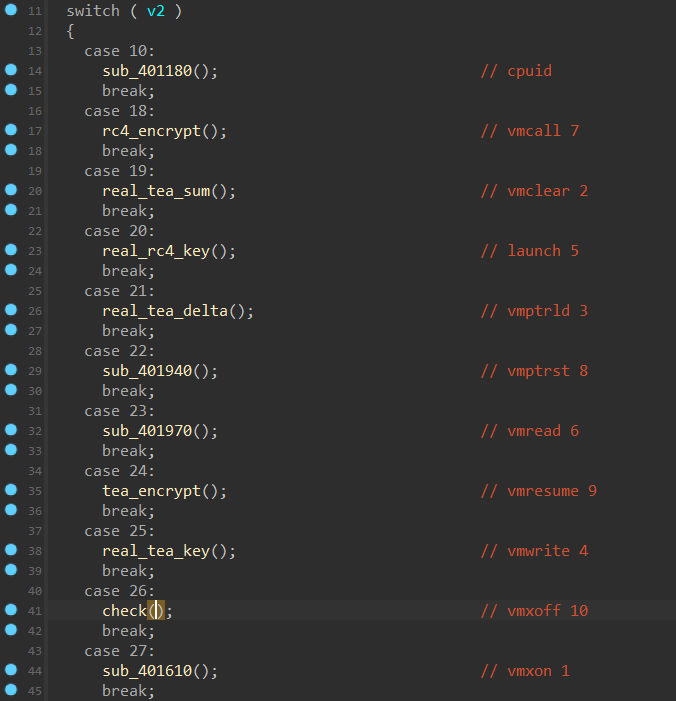 11 switch ( v2 )
12 {
13 case 10:
14 sub_401180(); // cpuid
15 break;
16 case 18:
17 rc4_encrypt(); // vmcall 7
18 break;
19 case 19:
20 real_tea_sum(); // vmclear 2
21 break;
22 case 20:
23 real_rc4_key(); // launch 5
24 break;
25 case 21:
26 real_tea_delta(); // vmptrld 3
27 break;
28 case 22:
29 sub_401940(); // vmptrst 8
30 break;
31 case 23:
32 sub_401970(); // vmread 6
33 break;
34 case 24:
35 tea_encrypt(); // vmresume 9
36 break;
37 case 25:
38 real_tea_key(); // vmwrite 4
39 break;
40 case 26:
41 check(); // vmxoff 10
42 break;
43 case 27:
44 sub_401610(); // vmxon 1
45 break;